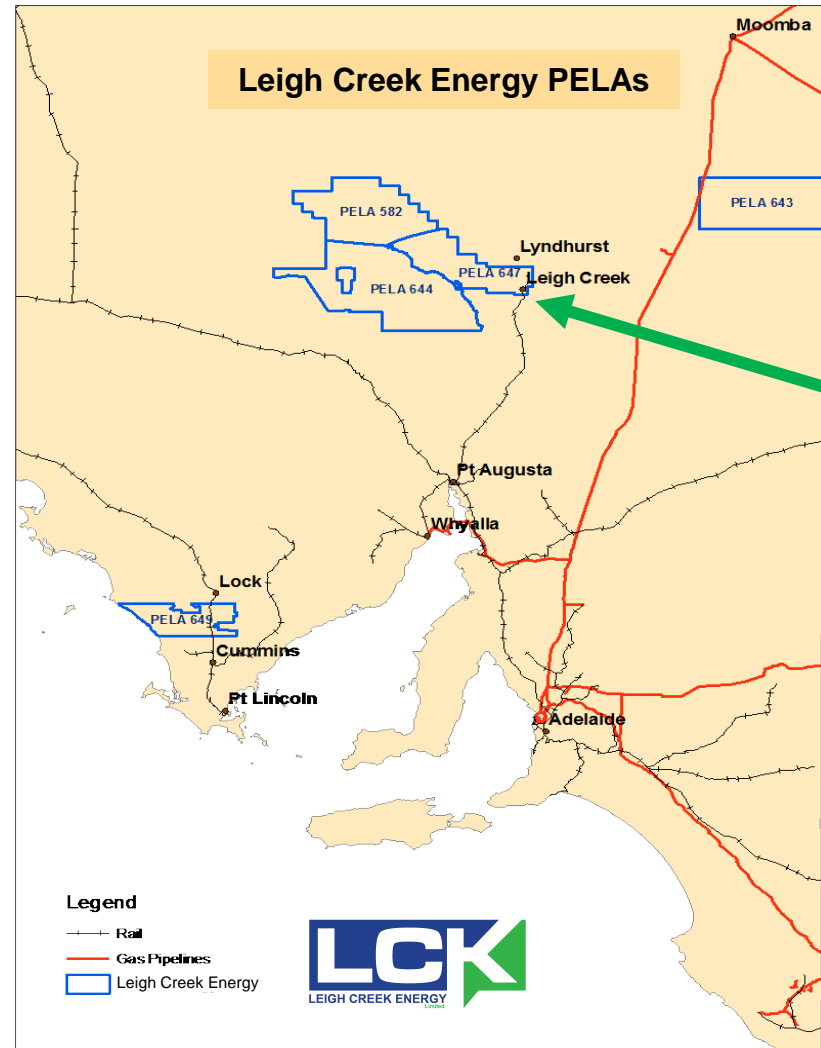 Moomba
Leigh Creek Energy PELAs
PELA 582
PELA 643
Lyndhurst
PELA 647
Leigh Creek
PELA 644
Pt Augusta
Whyalla
Lock
PELA 649
Cummins
Pt Lincoln
Adelaide
Legend
Rail
Gas Pipelines
Leigh Creek Energy
LCK
LEIGH CREEK ENERGY
Limited